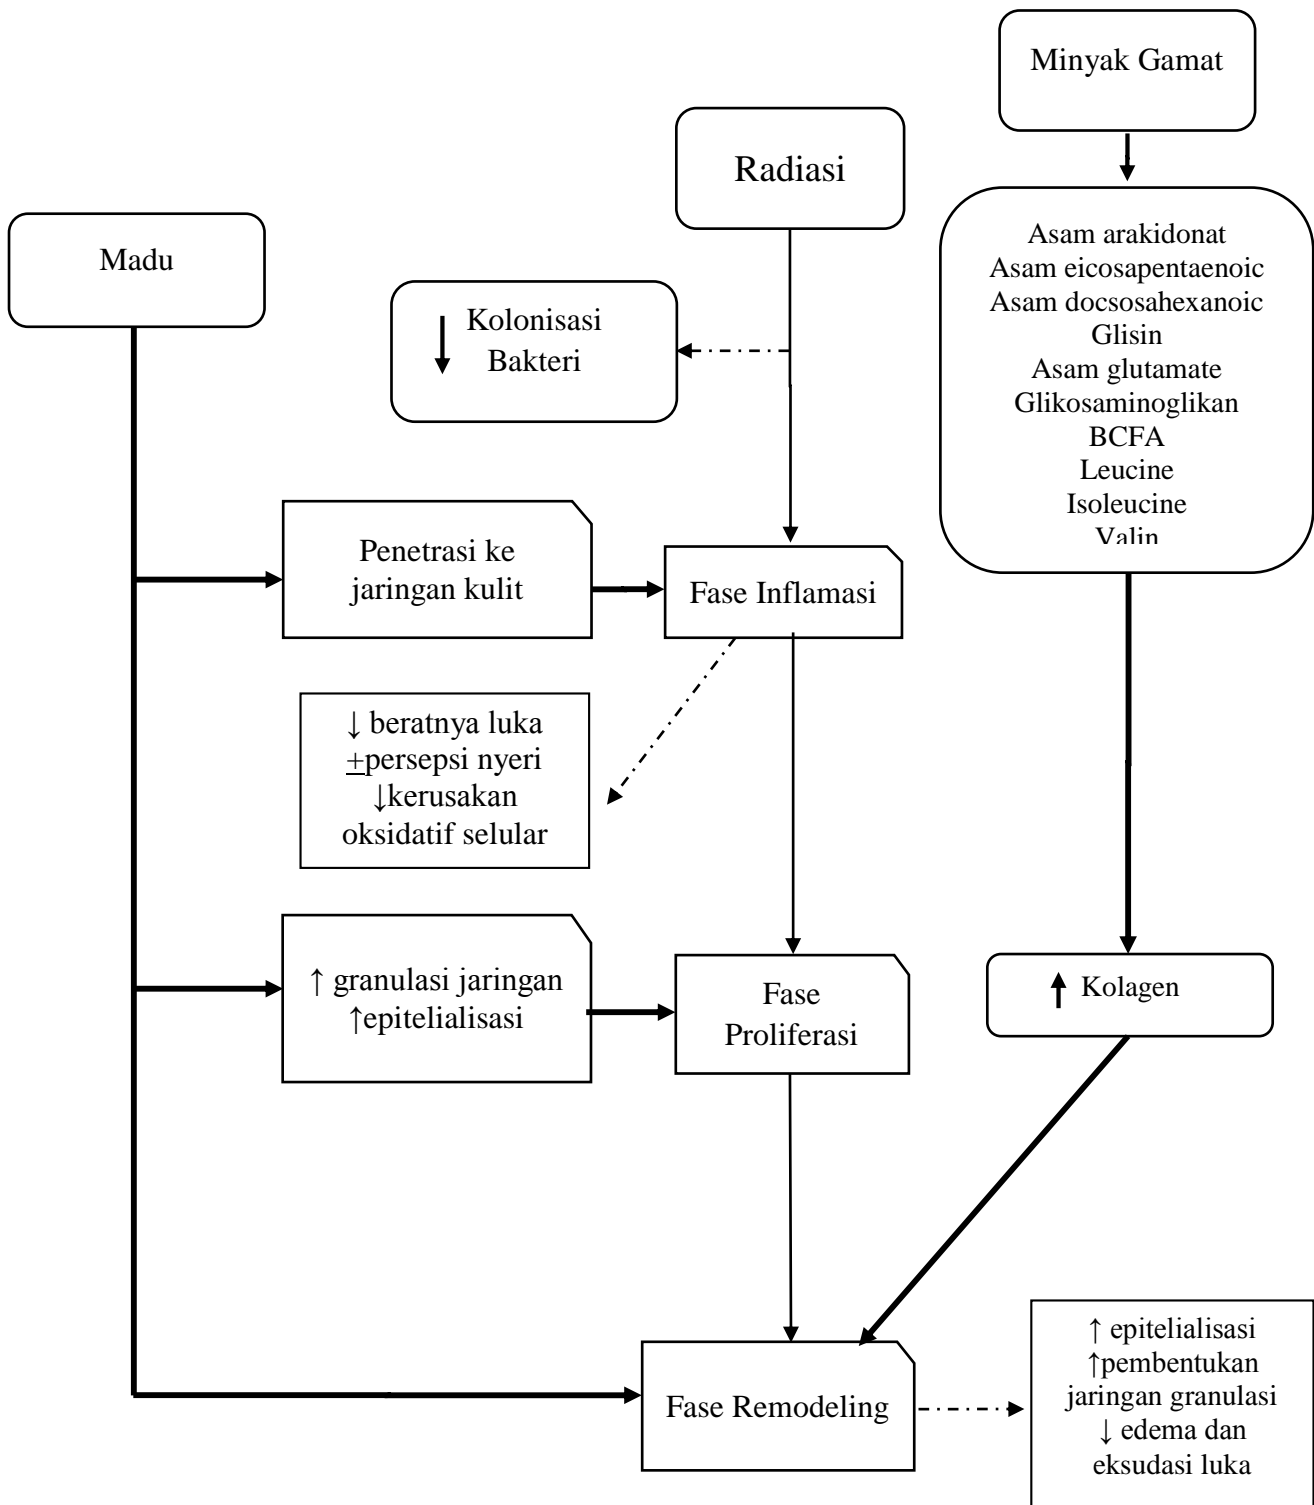 Minyak Gamat
Radiasi
Madu
Asam arakidonat
Asam eicosapentaenoic
Asam docsosahexanoic
Glisin
Asam glutamate
Glikosaminoglikan
BCFA
Leucine
Isoleucine
Valin
Kolonisasi
Bakteri
Penetrasi ke
jaringan kulit
Fase Inflamasi
↓ beratnya luka
+persepsi nyeri
↓kerusakan
oksidatif selular
↑ granulasi jaringan
↑epitelialisasi
Fase
Proliferasi
Kolagen
Fase Remodeling
↑ epitelialisasi
↑pembentukan
jaringan granulasi
↓ edema dan
eksudasi luka